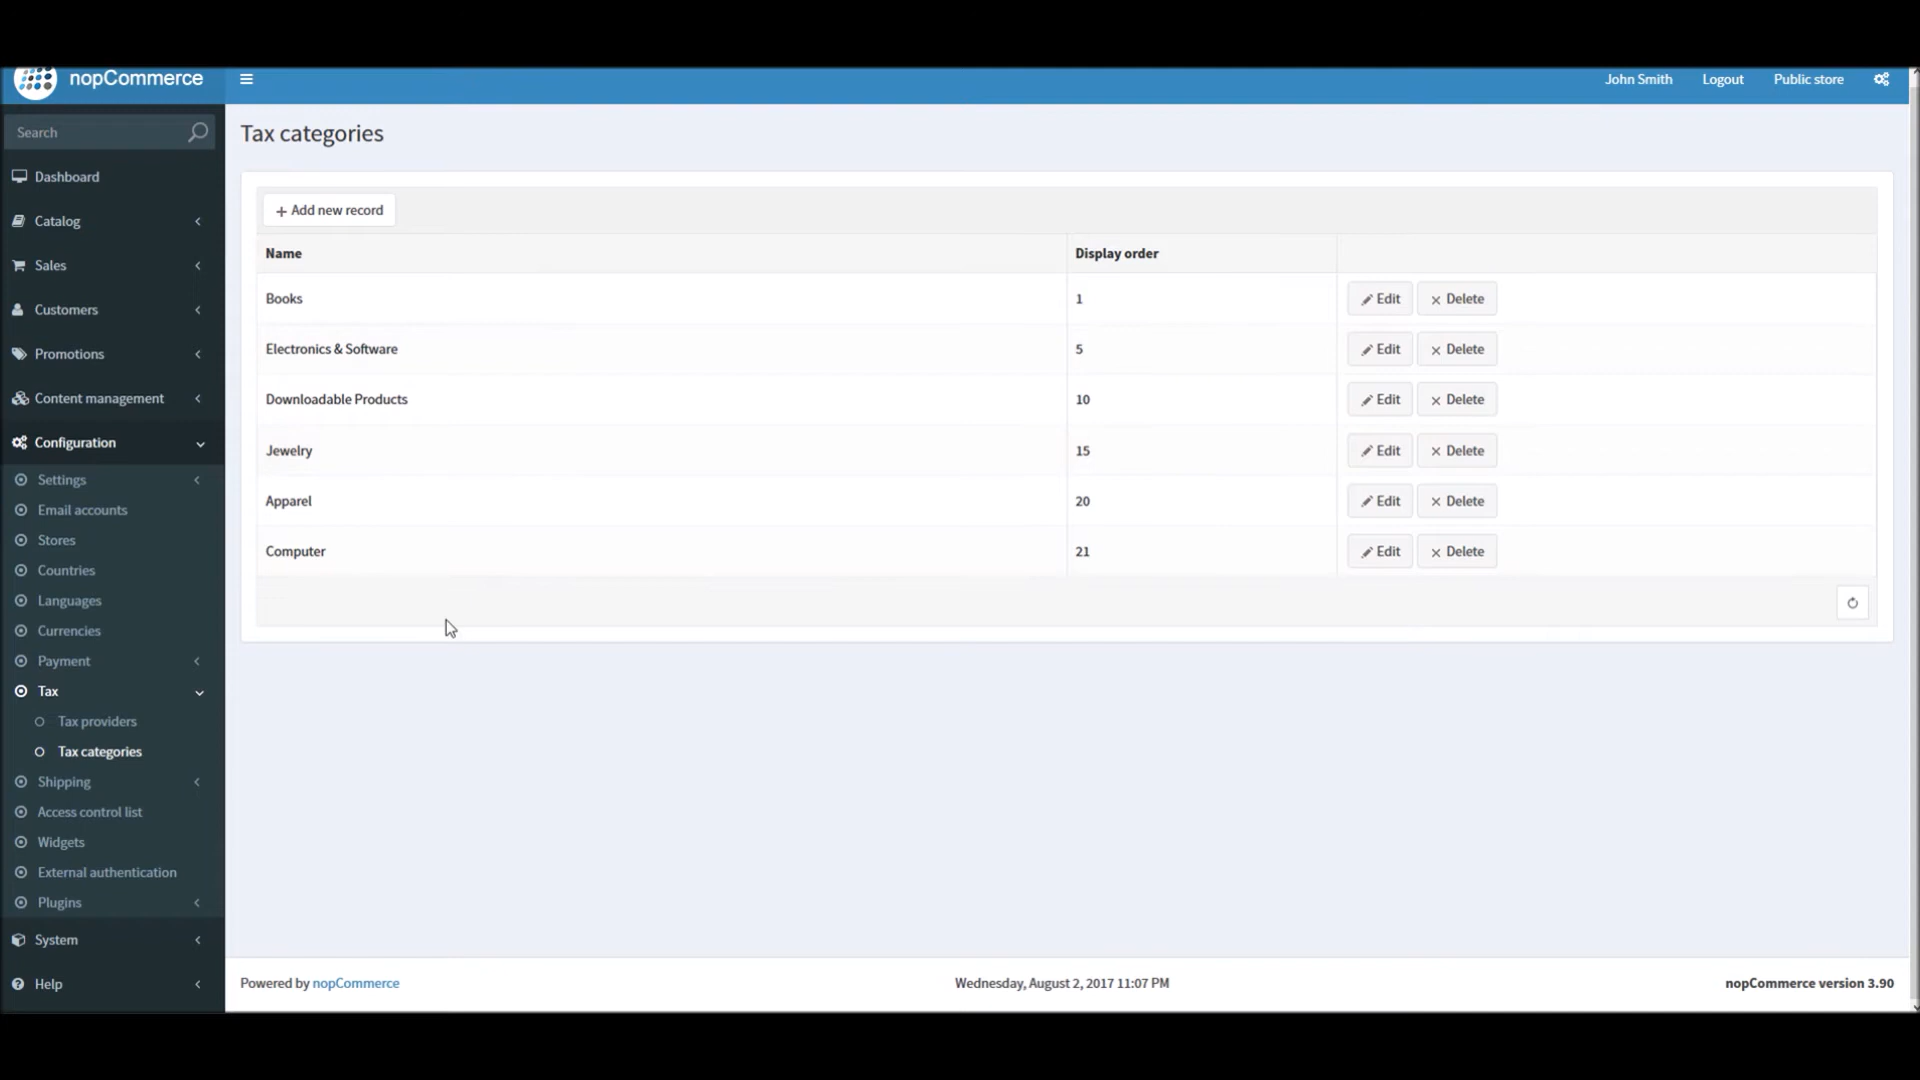 nopCommerce
John Smith
Logout
Public store
Search
Dashboard
Catalog
Sales
Customers
Promotions
Content management
Configuration
Settings
Email accounts
Stores
Countries
Languages
Currencies
Payment
Tax
Tax providers
Tax categories
Shipping
Access control list
Widgets
External authentication
Plugins
System
Help
Tax categories
+ Add new record
Name Display order
Books 1 Edit × Delete
Electronics & Software 5 Edit × Delete
Downloadable Products 10 Edit × Delete
Jewelry 15 Edit × Delete
Apparel 20 Edit × Delete
Computer 21 Edit × Delete
Powered by nopCommerce
Wednesday, August 2, 2017 11:07 PM
nopCommerce version 3.90